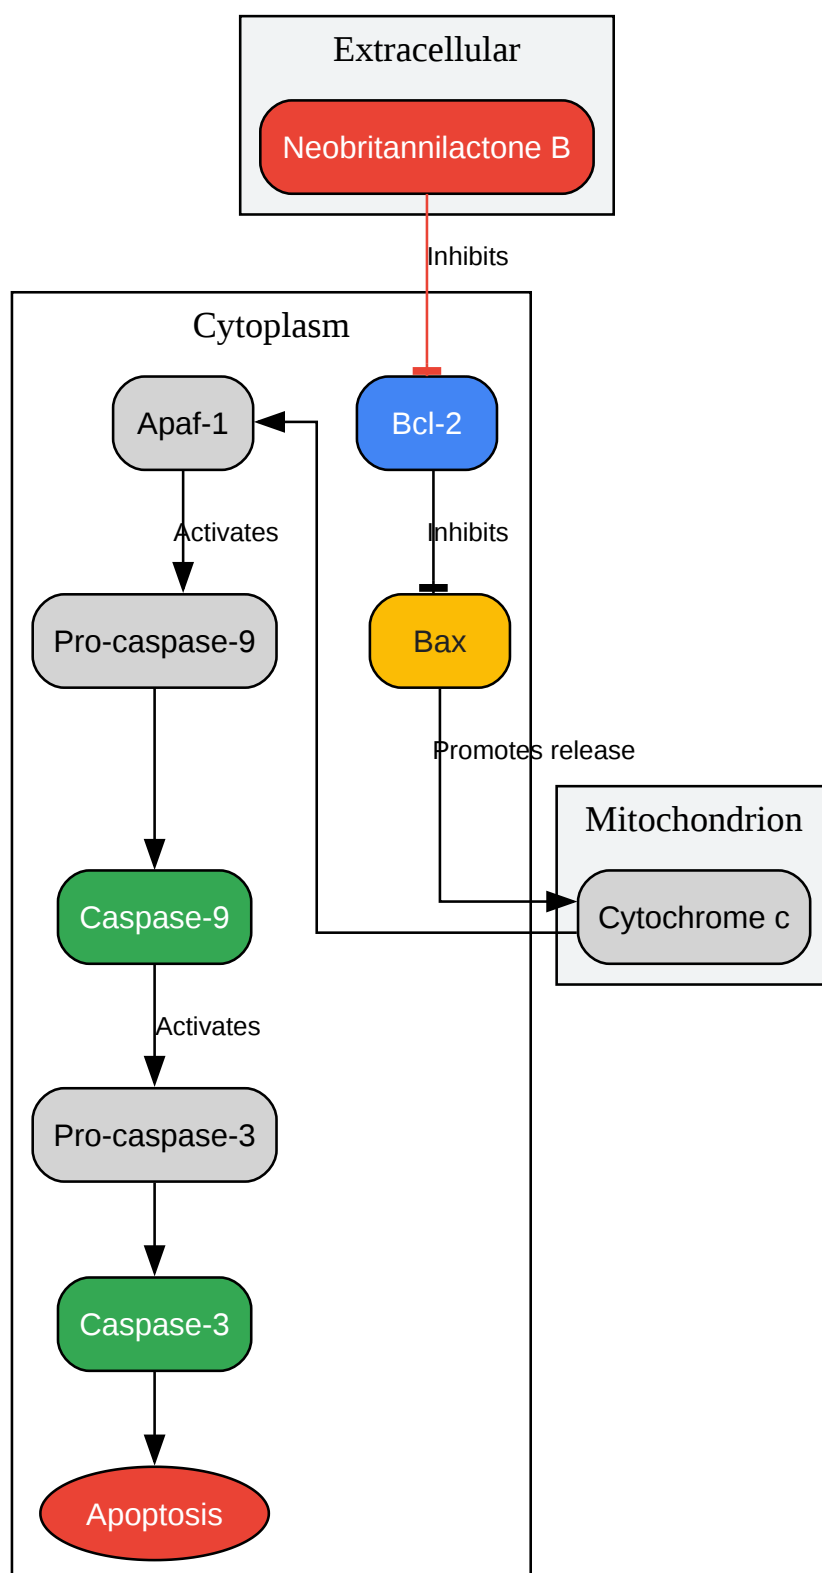 Extracellular
Neobritannilactone B
Inhibits
Cytoplasm
Apaf-1
Bcl-2
Activates
Inhibits
Pro-caspase-9
Bax
Promotes release
Mitochondrion
Caspase-9
Cytochrome c
Activates
Pro-caspase-3
Caspase-3
Apoptosis